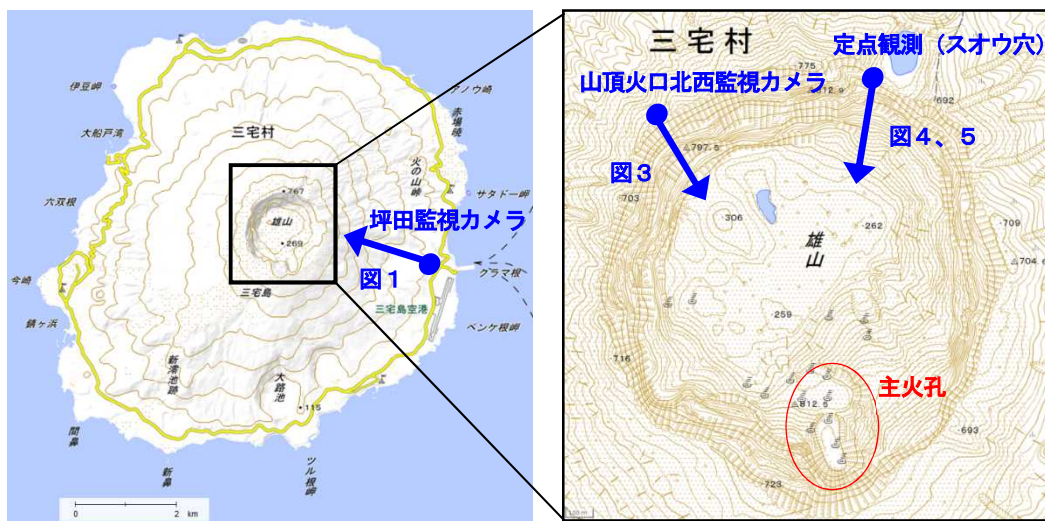 伊豆岬
大船戸湾
六双根
今崎
錆ヶ浜
間鼻
新鼻
ツル根岬
新澪池跡
大路池
・115
三宅村
・767
雄山
・269
三宅島
火の山峠
アノウ崎
赤場暁
サタドー岬
坪田監視カメラ
図1
グラマ根
三宅島空港
ベンケ根岬
0
2
km
三宅村
定点観測(スオウ穴)
山頂火口北西監視カメラ
図4、5
図3
775
692
797.5
703
・306
・262
・709
雄山
・259
716
主火孔
・693
・723
100 m